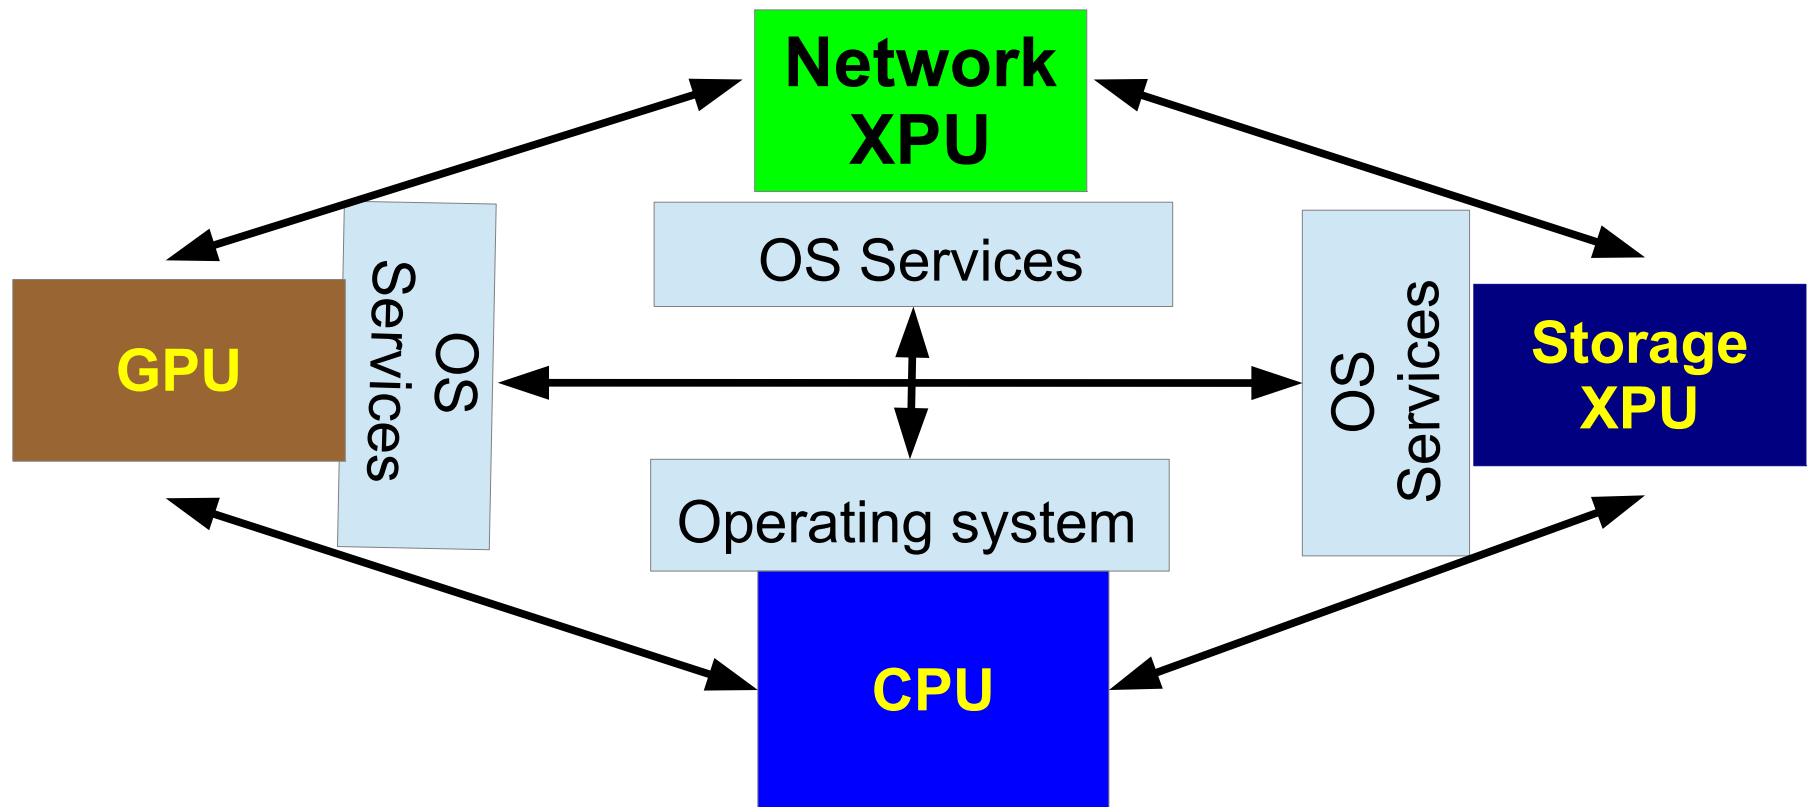 Network
XPU
OS Services
OS
Services
GPU
OS
Services
Storage
XPU
Operating system
CPU